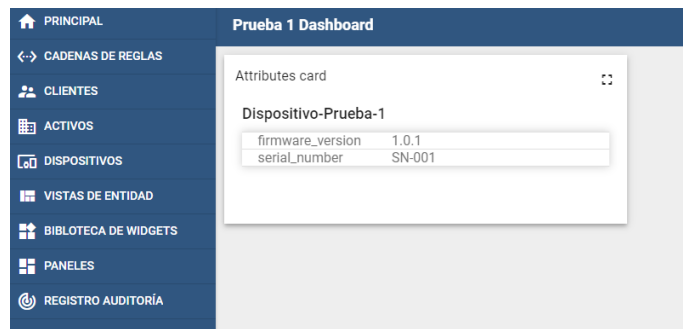 PRINCIPAL
CADENAS DE REGLAS
CLIENTES
ACTIVOS
DISPOSITIVOS
VISTAS DE ENTIDAD
BIBLOTECA DE WIDGETS
PANELES
REGISTRO AUDITORÍA
Prueba 1 Dashboard
Attributes card
Dispositivo-Prueba-1
firmware_version 1.0.1
serial_number SN-001